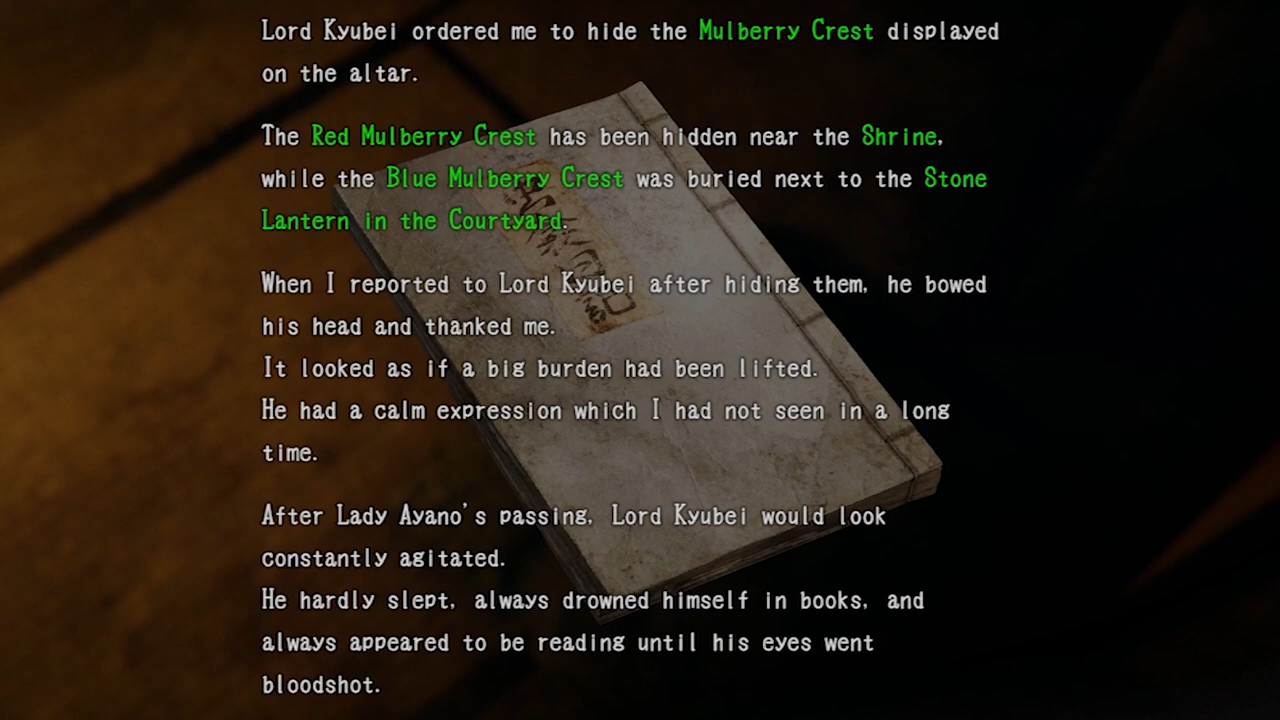 Lord Kyubei ordered me to hide the Mulberry Crest displayed
on the altar.
The Red Mulberry Crest has been hidden near the Shrine,
while the Blue Mulberry Crest was buried next to the Stone
Lantern in the Courtyard.
When I reported to Lord Kyubei after hiding them, he bowed
his head and thanked me.
It looked as if a big burden had been lifted.
He had a calm expression which I had not seen in a long
time.
After Lady Ayano's passing, Lord Kyubei would look
constantly agitated.
He hardly slept, always drowned himself in books, and
always appeared to be reading until his eyes went
bloodshot.